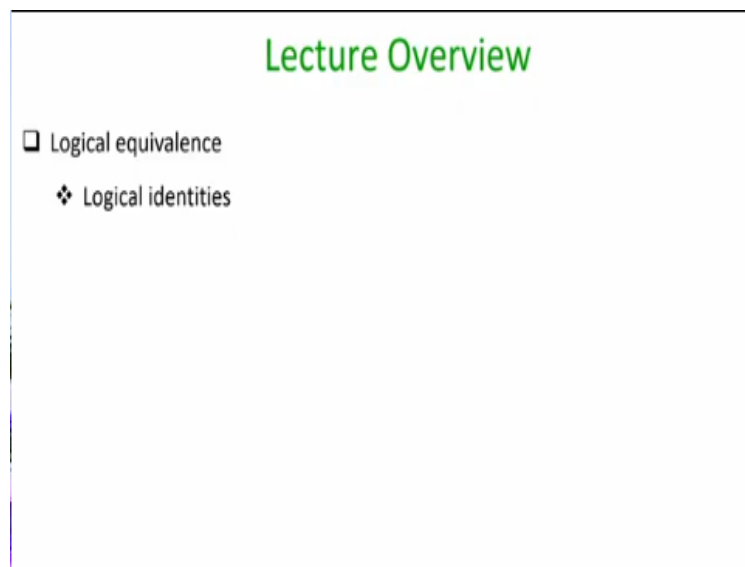 Lecture Overview
Logical equivalence
Logical identities